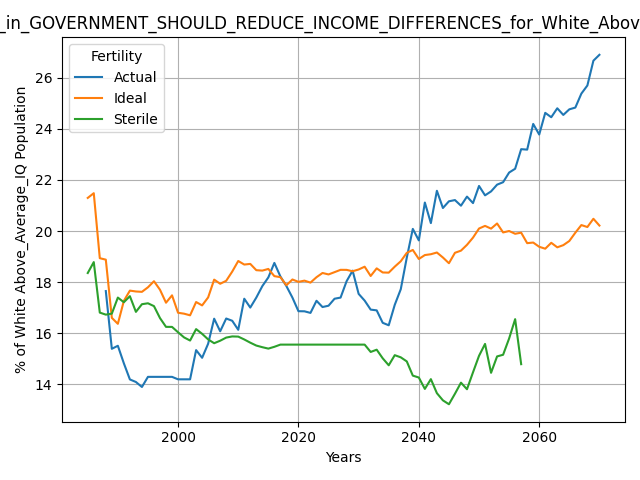 _in_GOVERNMENT_SHOULD_REDUCE_INCOME_DIFFERENCES_for_White_Abov
Fertility
Actual
Ideal
Sterile
% of White Above_Average_IQ Population
26
24
22
20
18
16
14
2000 2020 2040 2060
Years